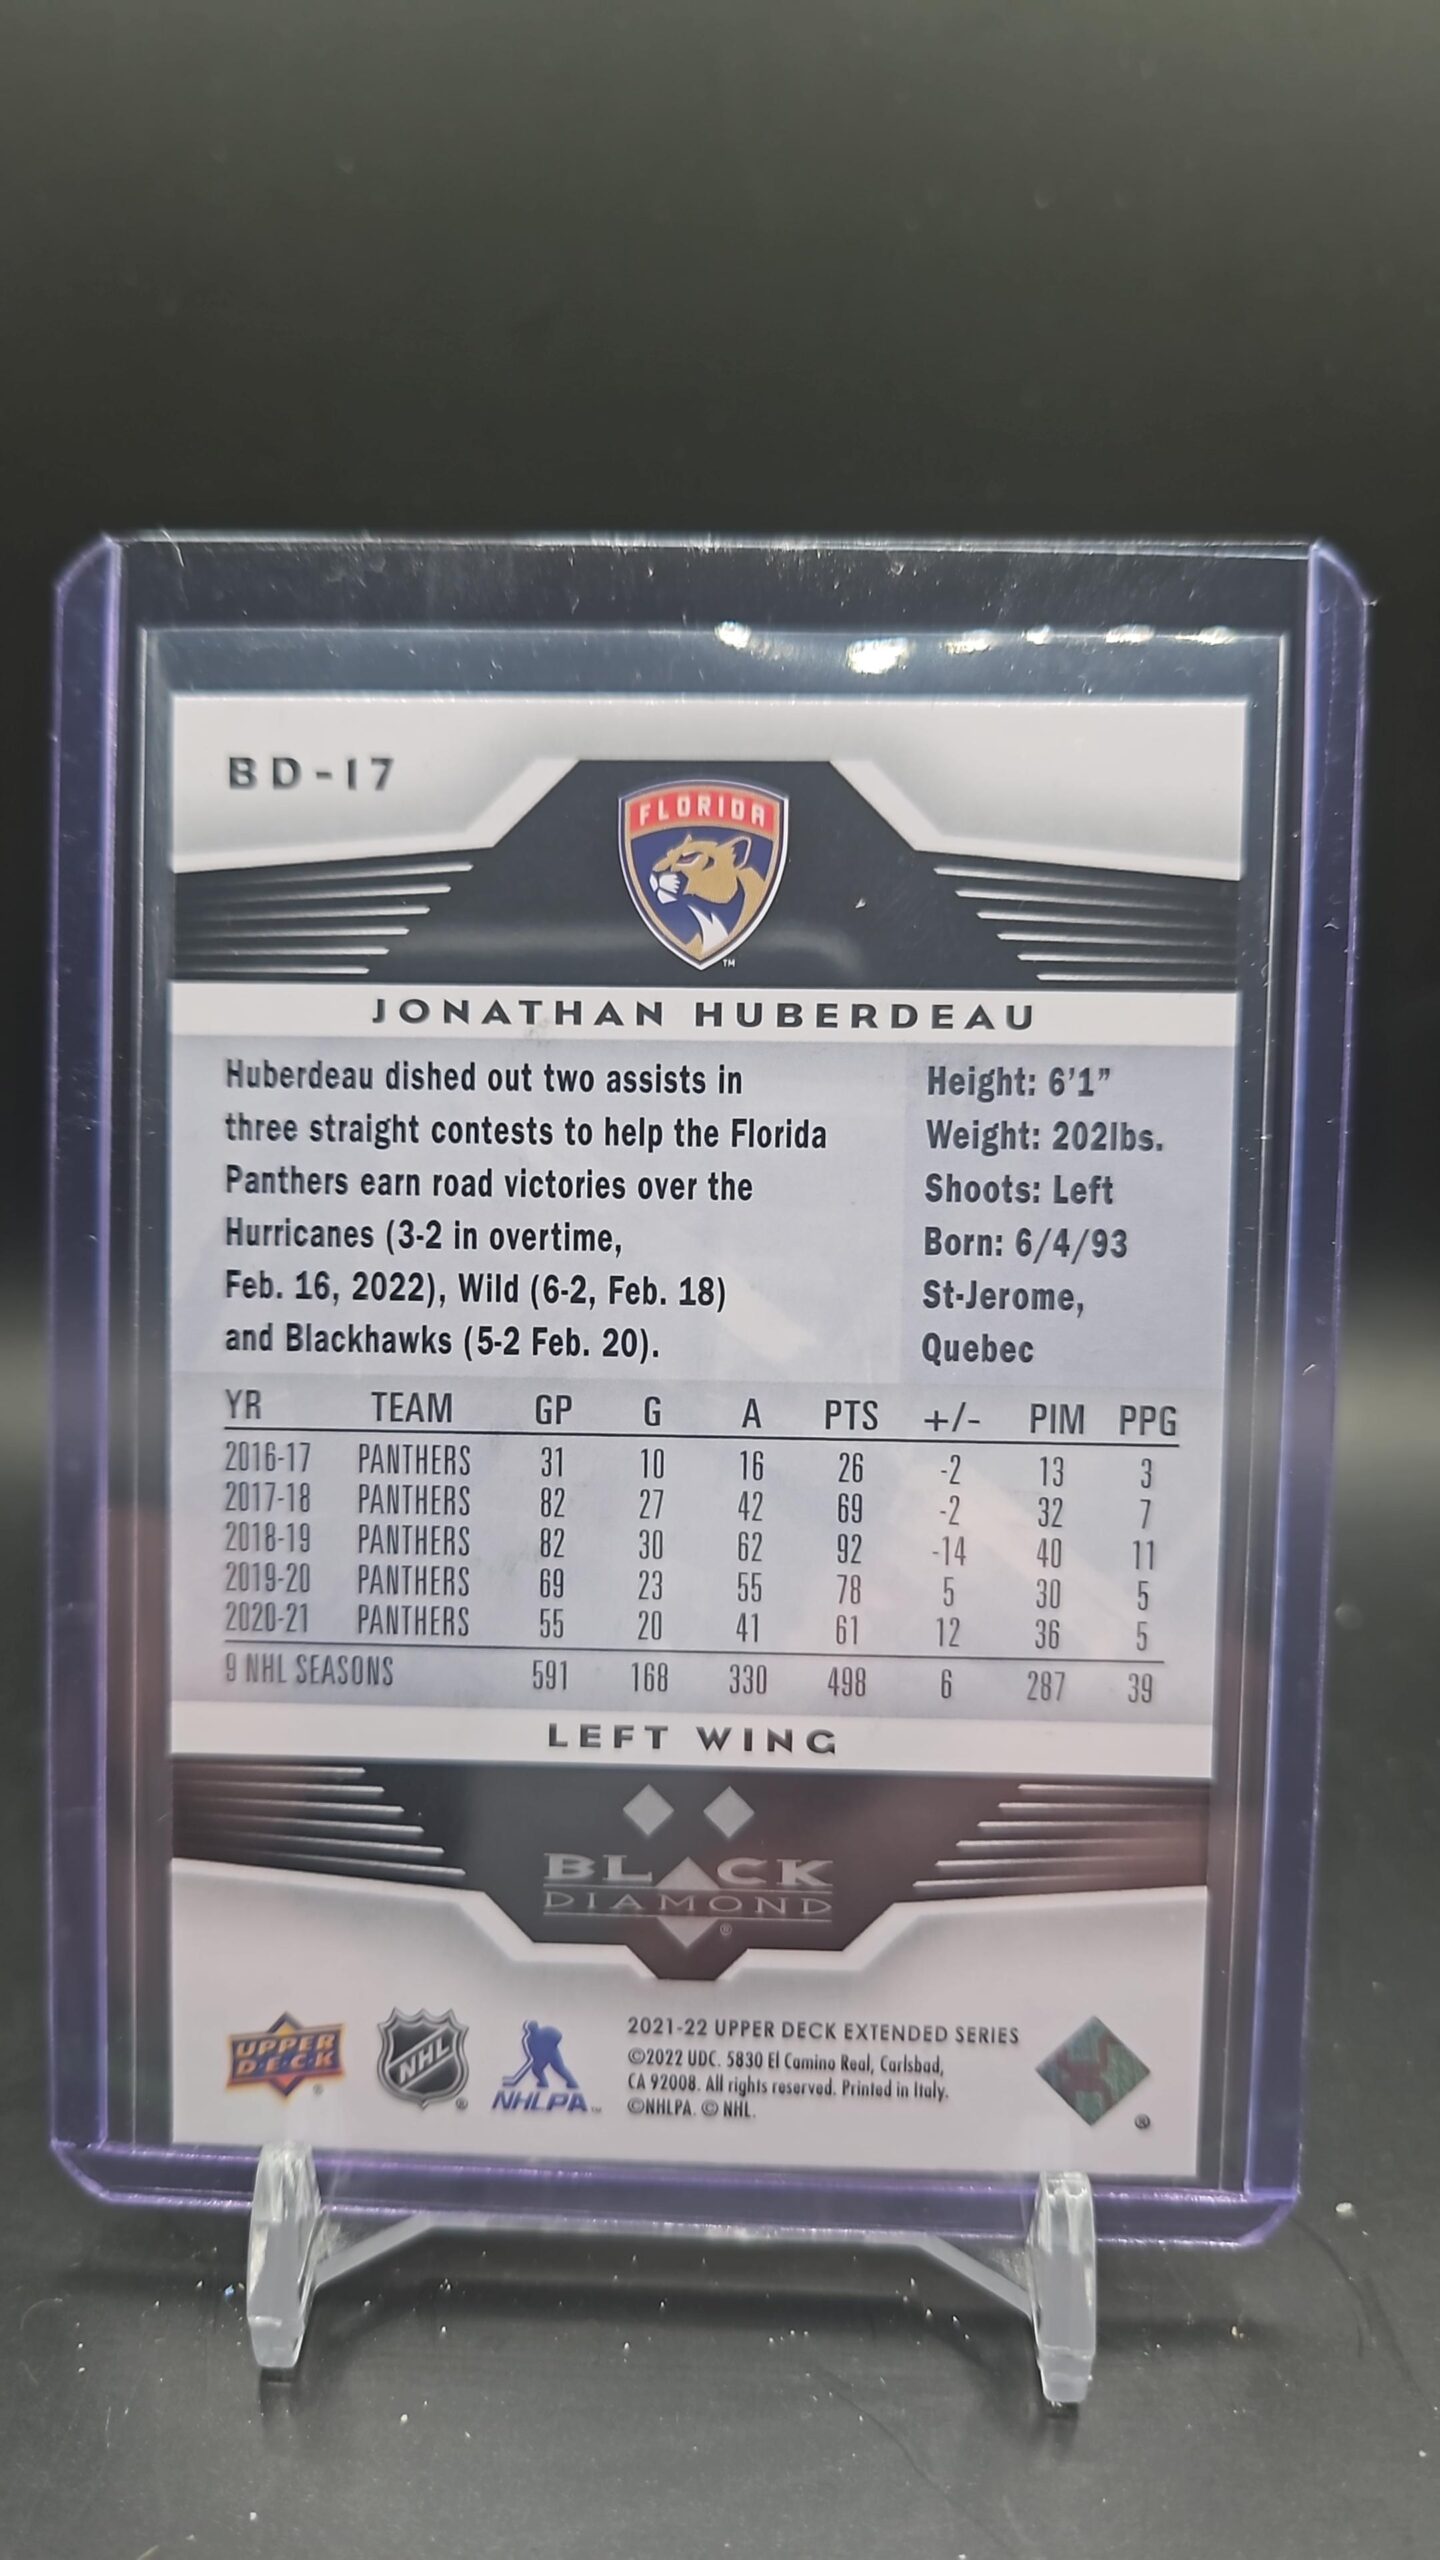 BD-17
FLORIDA
TM
JONATHAN HUBERDEAU
Huberdeau dished out two assists in
three straight contests to help the Florida
Panthers earn road victories over the
Hurricanes (3-2 in overtime,
Feb. 16, 2022), Wild (6-2, Feb. 18)
and Blackhawks (5-2 Feb. 20).
Height: 6'1"
Weight: 202lbs.
Shoots: Left
Born: 6/4/93
St-Jerome,
Quebec
YR TEAM GP G A PTS +/- PIM PPG
2016-17 PANTHERS 31 10 16 26 -2 13 3
2017-18 PANTHERS 82 27 42 69 -2 32 7
2018-19 PANTHERS 82 30 62 92 -14 40 11
2019-20 PANTHERS 69 23 55 78 5 30 5
2020-21 PANTHERS 55 20 41 61 12 36 5
9 NHL SEASONS 591 168 330 498 6 287 39
LEFT WING
BLACK
DIAMOND
®
UPPER
DECK
®
NHL
®
NHLPA™
2021-22 UPPER DECK EXTENDED SERIES
©2022 UDC. 5830 El Camino Real, Carlsbad,
CA 92008. All rights reserved. Printed in Italy.
©NHLPA. © NHL.
®